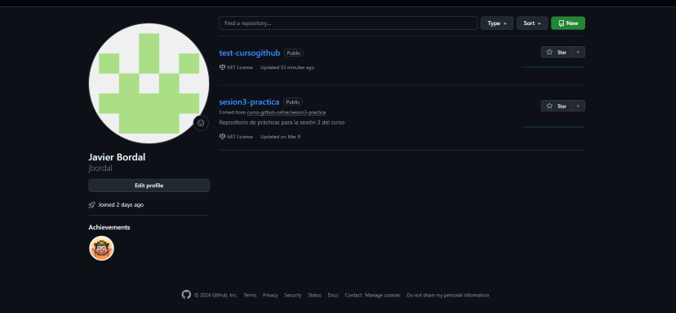 Find a repository...
Type
Sort
New
test-cursogithub
Public
Star
MIT License
Updated 53 minutes ago
sesion3-practica
Public
Star
Forked from curso-github-sefire/sesion3-practica
Repositorio de prácticas para la sesión 3 del curso
MIT License
Updated on Mar 9
Javier Bordal
jbordal
Edit profile
Joined 2 days ago
Achievements
© 2024 GitHub, Inc. Terms Privacy Security Status Docs Contact Manage cookies Do not share my personal information